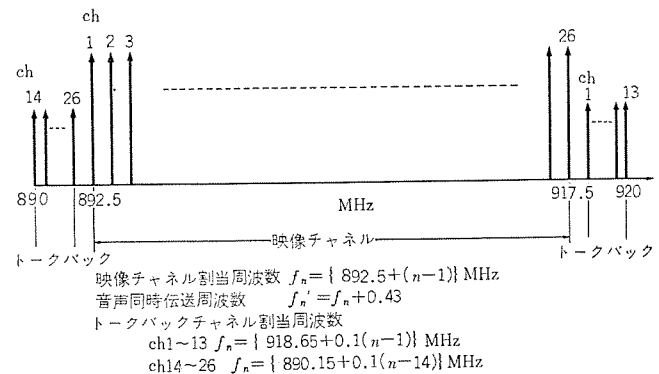 ch
1 2 3
26
ch
14 26
ch
1 13
890 892.5 MHz 917.5 920
トークバック 映像チャネル トークバック
映像チャネル割当周波数 fn={ 892.5+(n−1)} MHz
音声同時伝送周波数 fn′=fn+0.43
トークバックチャネル割当周波数
ch1~13 fn={ 918.65+0.1(n−1)} MHz
ch14~26 fn={ 890.15+0.1(n−14)} MHz